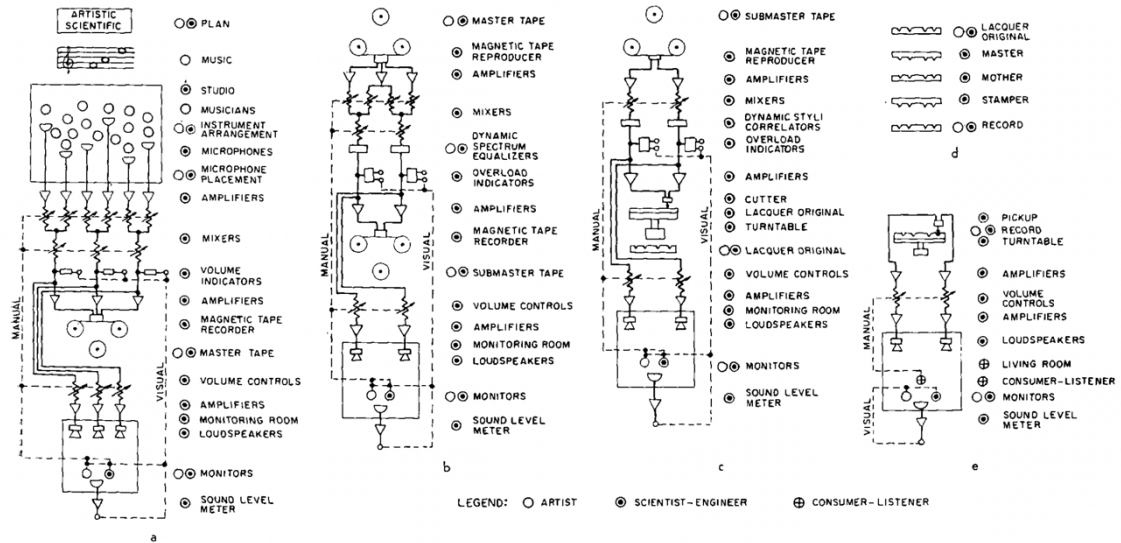 ARTISTIC
SCIENTIFIC
PLAN
MUSIC
STUDIO
MUSICIANS
INSTRUMENT
ARRANGEMENT
MICROPHONES
MICROPHONE
PLACEMENT
AMPLIFIERS
MIXERS
VOLUME
INDICATORS
AMPLIFIERS
MAGNETIC TAPE
RECORDER
MASTER TAPE
VOLUME CONTROLS
AMPLIFIERS
MONITORING ROOM
LOUDSPEAKERS
MONITORS
SOUND LEVEL
METER
MANUAL
VISUAL
a
MASTER TAPE
MAGNETIC TAPE
REPRODUCER
AMPLIFIERS
MIXERS
DYNAMIC
SPECTRUM
EQUALIZERS
OVERLOAD
INDICATORS
AMPLIFIERS
MAGNETIC TAPE
RECORDER
SUBMASTER TAPE
VOLUME CONTROLS
AMPLIFIERS
MONITORING ROOM
LOUDSPEAKERS
MONITORS
SOUND LEVEL
METER
MANUAL
VISUAL
b
SUBMASTER TAPE
MAGNETIC TAPE
REPRODUCER
AMPLIFIERS
MIXERS
DYNAMIC STYLI
CORRELATORS
OVERLOAD
INDICATORS
AMPLIFIERS
CUTTER
LACQUER ORIGINAL
TURNTABLE
LACQUER ORIGINAL
VOLUME CONTROLS
AMPLIFIERS
MONITORING ROOM
LOUDSPEAKERS
MONITORS
SOUND LEVEL
METER
MANUAL
VISUAL
c
LACQUER
ORIGINAL
MASTER
MOTHER
STAMPER
RECORD
d
PICKUP
RECORD
TURNTABLE
AMPLIFIERS
VOLUME
CONTROLS
AMPLIFIERS
LOUDSPEAKERS
LIVING ROOM
CONSUMER-LISTENER
MONITORS
SOUND LEVEL
METER
MANUAL
VISUAL
e
LEGEND: ARTIST SCIENTIST-ENGINEER CONSUMER-LISTENER